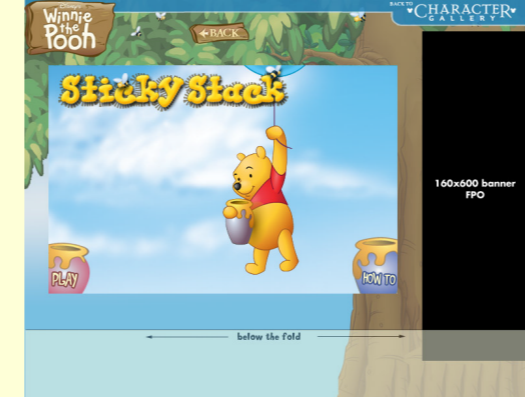 Disney's
Winnie
the
Pooh
BACK
BACK TO
CHARACTER
GALLERY
Sticky Stack
160x600 banner
FPO
PLAY
HOW TO
below the fold